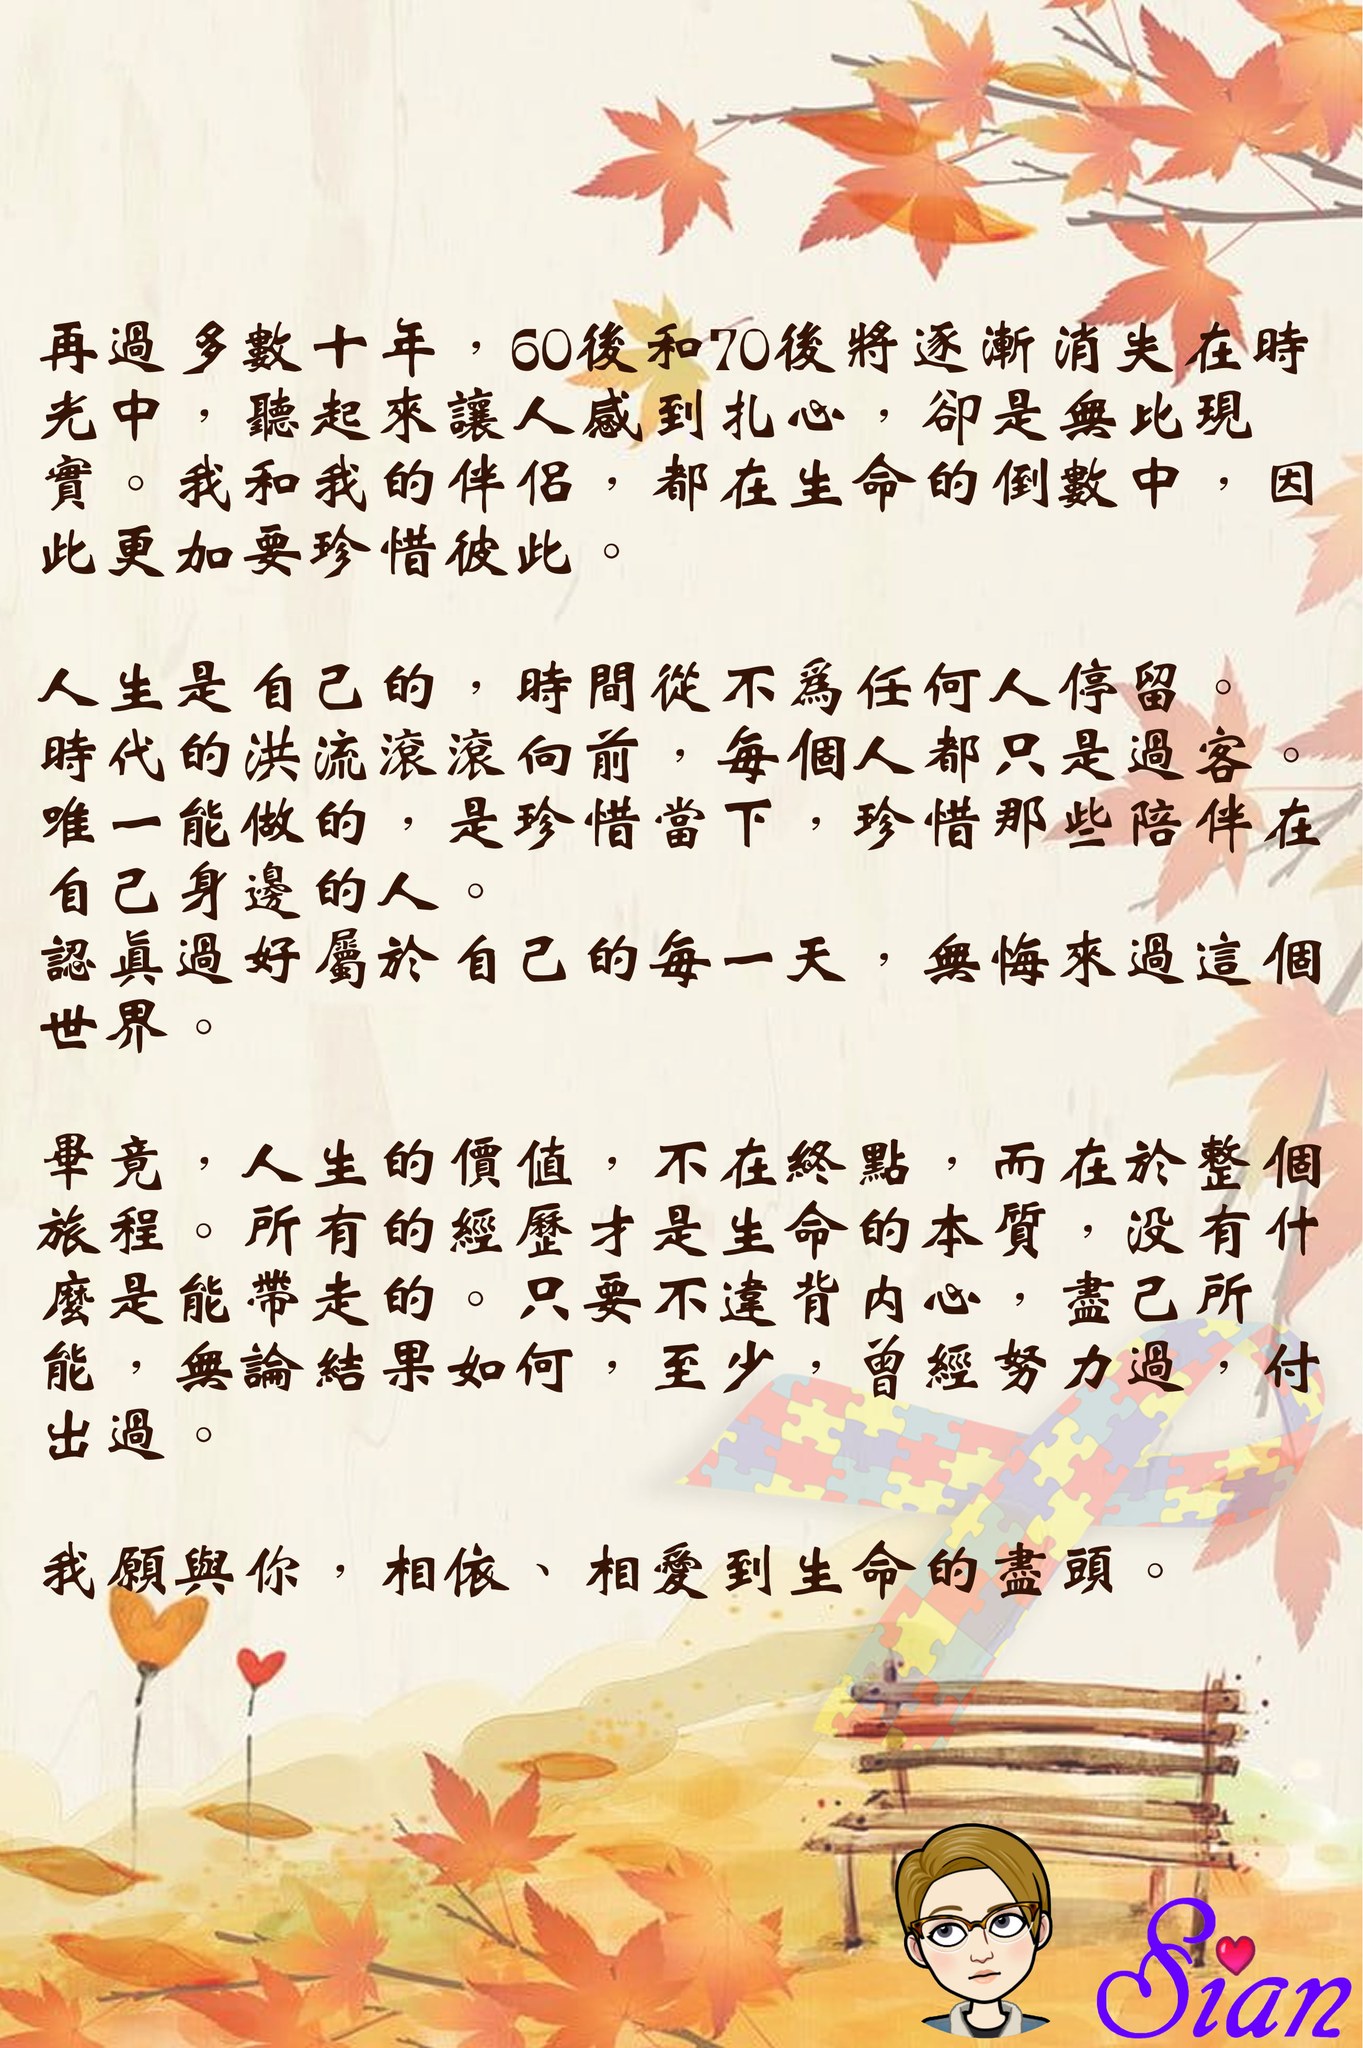 再過多數十年，60後和70後將逐漸消失在時
光中，聽起來讓人感到扎心，卻是無比現
實。我和我的伴侶，都在生命的倒數中，因
此更加要珍惜彼此。
人生是自己的，時間從不為任何人停留。
時代的洪流滾滾向前，每個人都只是過客。
唯一能做的，是珍惜當下，珍惜那些陪伴在
自己身邊的人。
認真過好屬於自己的每一天，無悔來過這個
世界。
畢竟，人生的價值，不在終點，而在於整個
旅程。所有的經歷才是生命的本質，没有什
麼是能帶走的。只要不違背內心，盡己所
能，無論結果如何，至少，曾經努力過，付
出過。
我願與你，相依、相愛到生命的盡頭。
Sian